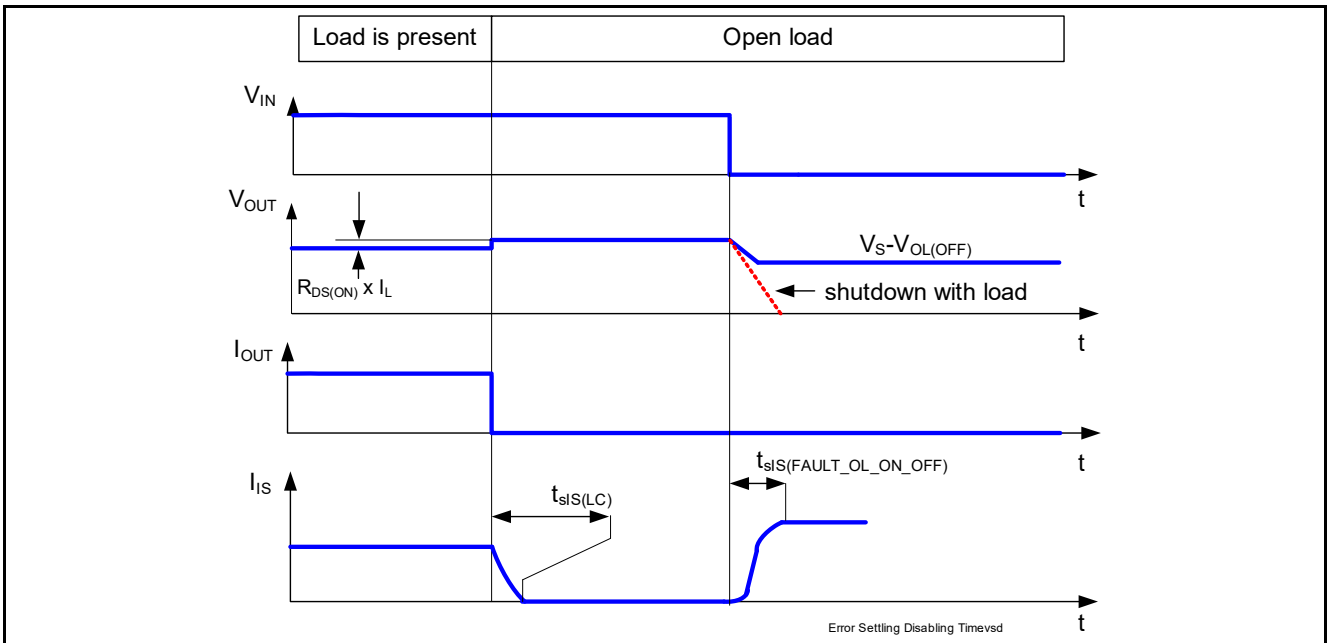 Load is present
Open load
VIN
t
VOUT
VS-VOL(OFF)
RDS(ON) x IL
shutdown with load
t
IOUT
t
tsIS(FAULT_OL_ON_OFF)
IIS
tsIS(LC)
t
Error Settling Disabling Timevsd